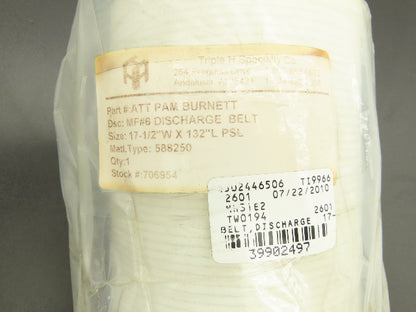 Triple H Specialty Co.
Part #:ATT PAM BURNETT
Dsc: MF#6 DISCHARGE BELT
Size: 17-1/2"W X 132"L PSL
Matl.Type: 588250
Qty:1
Stock #:706954
TI9966
2601 07/22/2010
TW0194 2601
BELT,DISCHARGE 17-
39902497